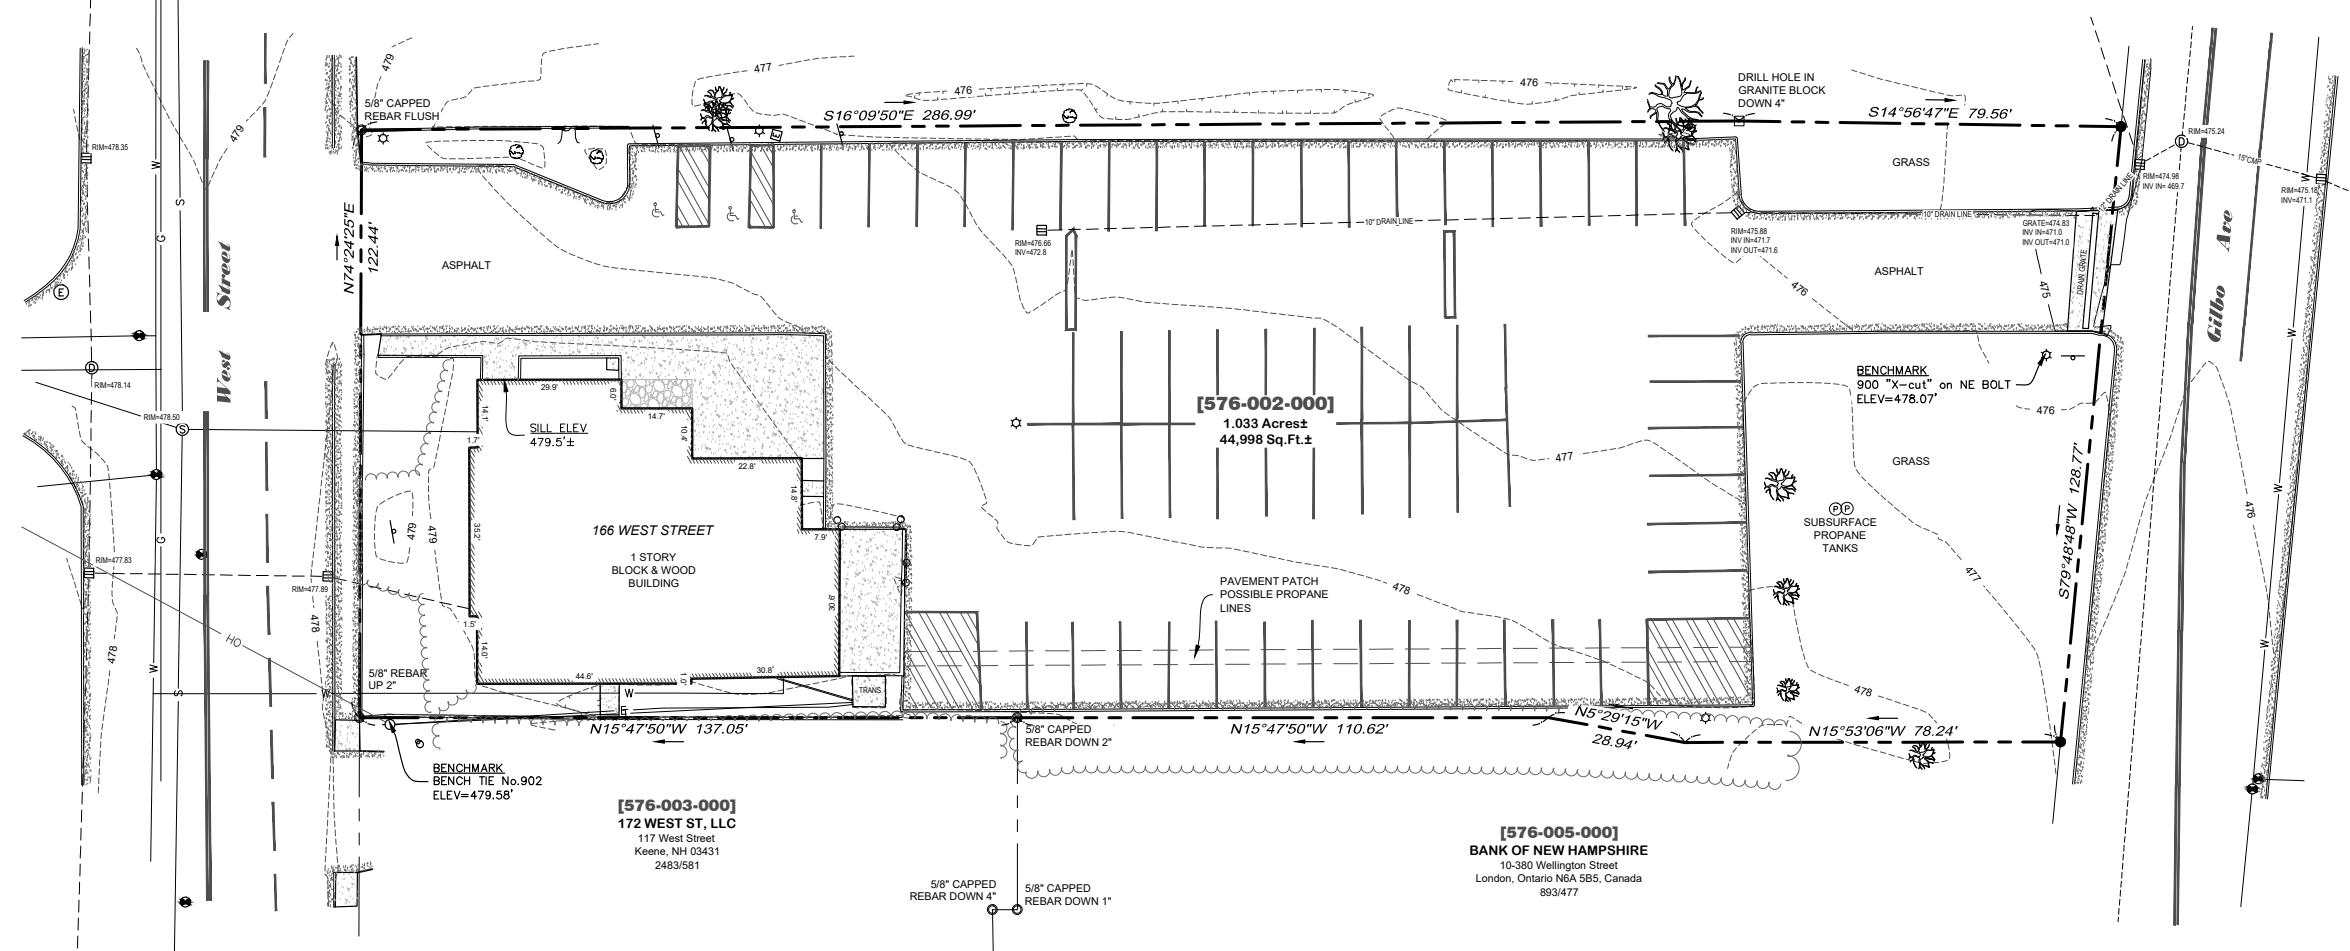 479
479
W
S
477
476
476
DRILL HOLE IN
GRANITE BLOCK
DOWN 4"
5/8" CAPPED
REBAR FLUSH
S16°09'50"E 286.99'
S14°56'47"E 79.56'
E
RIM=478.35
RIM=475.24
D
15"CMP
W
GRASS
RIM=474.98
INV IN= 469.7
RIM=475.18
INV=471.1
12" DRAIN LINE
N74°24'25"E
122.44'
G
West Street
ASPHALT
10" DRAIN LINE
10" DRAIN LINE
RIM=476.66
INV=472.8
RIM=475.88
INV IN=471.7
INV OUT=471.6
GRATE=474.83
INV IN=471.0
INV OUT=471.0
ASPHALT
DRAIN GRATE
Gilbo Ave
476
475
E
W
D
RIM=478.14
29.9'
6.0'
14.1'
14.7'
10.4'
BENCHMARK
900 "X-cut" on NE BOLT
ELEV=478.07'
476
RIM=478.50
S
SILL ELEV
479.5'±
1.7'
22.8'
14.8'
[576-002-000]
1.033 Acres±
44,998 Sq.Ft.±
477
GRASS
S79°48'48"W 128.77'
W
476
479
479
35.2'
166 WEST STREET
1 STORY
BLOCK & WOOD
BUILDING
7.9'
30.6'
P P
SUBSURFACE
PROPANE
TANKS
G
RIM=477.83
RIM=477.89
477
PAVEMENT PATCH
POSSIBLE PROPANE
LINES
478
478
478
HO
1.5'
14.0'
W
W
5/8" REBAR
UP 2"
W
S
W
44.6'
1.0'
30.8'
W
E
TRANS.
478
N15°47'50"W 137.05'
5/8" CAPPED
REBAR DOWN 2"
N15°47'50"W 110.62'
N5°29'15"W
28.94'
N15°53'06"W 78.24'
BENCHMARK
BENCH TIE No.902
ELEV=479.58'
[576-003-000]
172 WEST ST, LLC
117 West Street
Keene, NH 03431
2483/581
[576-005-000]
BANK OF NEW HAMPSHIRE
10-380 Wellington Street
London, Ontario N6A 5B5, Canada
893/477
5/8" CAPPED
REBAR DOWN 4"
5/8" CAPPED
REBAR DOWN 1"